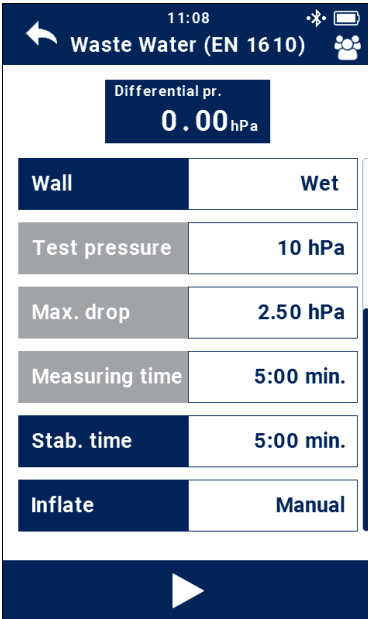 11:08
Waste Water (EN 1610)
Differential pr.
0.00hPa
Wall Wet
Test pressure 10 hPa
Max. drop 2.50 hPa
Measuring time 5:00 min.
Stab. time 5:00 min.
Inflate Manual